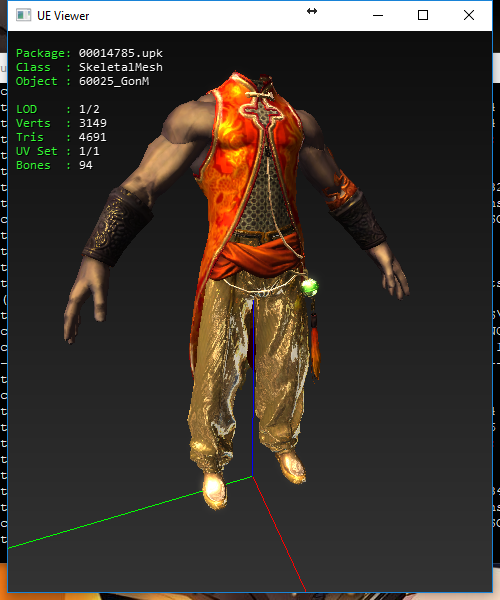 UE Viewer
Package: 00014785.upk
Class : SkeletalMesh
Object : 60025_GonM
LOD : 1/2
Verts : 3149
Tris : 4691
UV Set : 1/1
Bones : 94